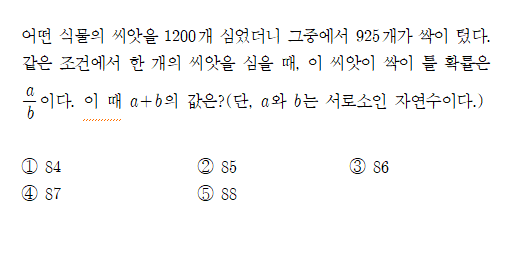 어떤 식물의 씨앗을 1200개 심었더니 그중에서 925개가 싹이 텄다.
같은 조건에서 한 개의 씨앗을 심을 때, 이 씨앗이 싹이 틀 확률은
a/b이다. 이 때 a+b의 값은?(단, a와 b는 서로소인 자연수이다.)
① 84 ② 85 ③ 86
④ 87 ⑤ 88